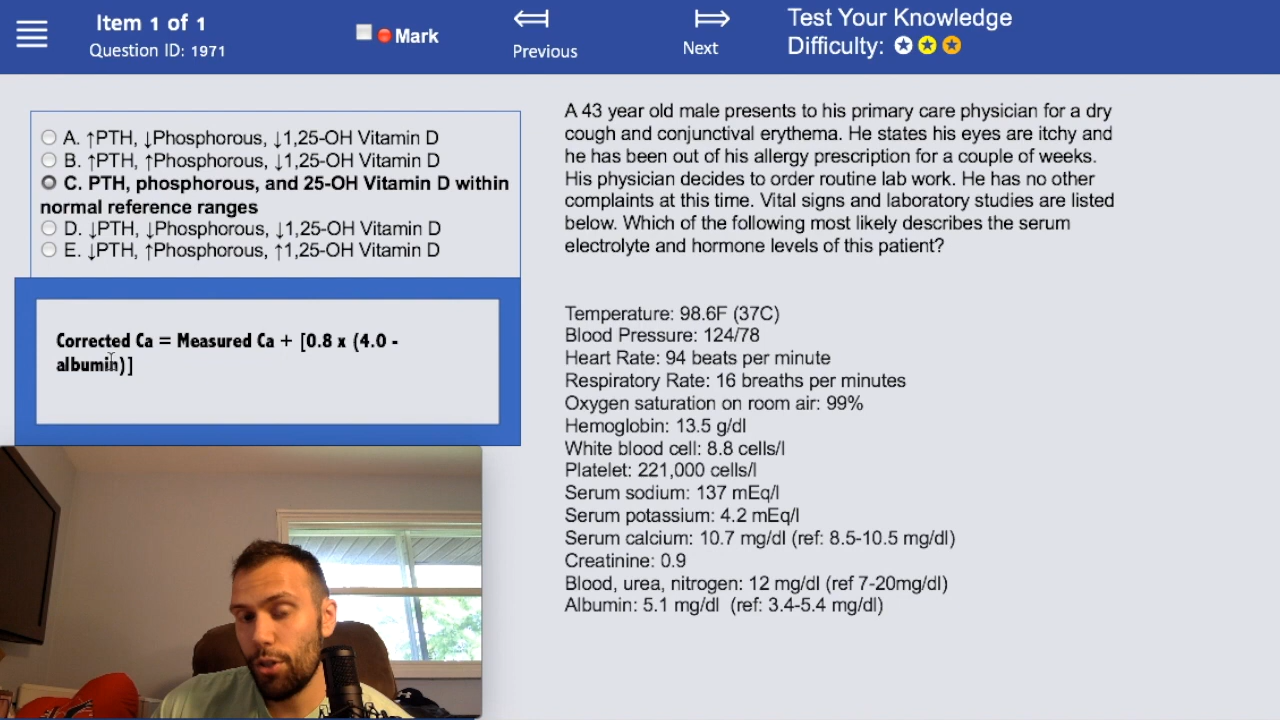 Item 1 of 1
Question ID: 1971
Mark
Previous
Next
Test Your Knowledge
Difficulty:
A. ↑PTH, ↓Phosphorous, ↓1,25-OH Vitamin D
B. ↑PTH, ↑Phosphorous, ↓1,25-OH Vitamin D
C. PTH, phosphorous, and 25-OH Vitamin D within
normal reference ranges
D. ↓PTH, ↓Phosphorous, ↓1,25-OH Vitamin D
E. ↓PTH, ↑Phosphorous, ↑1,25-OH Vitamin D
Corrected Ca = Measured Ca + [0.8 x (4.0 -
albumin)]
A 43 year old male presents to his primary care physician for a dry
cough and conjunctival erythema. He states his eyes are itchy and
he has been out of his allergy prescription for a couple of weeks.
His physician decides to order routine lab work. He has no other
complaints at this time. Vital signs and laboratory studies are listed
below. Which of the following most likely describes the serum
electrolyte and hormone levels of this patient?
Temperature: 98.6F (37C)
Blood Pressure: 124/78
Heart Rate: 94 beats per minute
Respiratory Rate: 16 breaths per minutes
Oxygen saturation on room air: 99%
Hemoglobin: 13.5 g/dl
White blood cell: 8.8 cells/l
Platelet: 221,000 cells/l
Serum sodium: 137 mEq/l
Serum potassium: 4.2 mEq/l
Serum calcium: 10.7 mg/dl (ref: 8.5-10.5 mg/dl)
Creatinine: 0.9
Blood, urea, nitrogen: 12 mg/dl (ref 7-20mg/dl)
Albumin: 5.1 mg/dl (ref: 3.4-5.4 mg/dl)